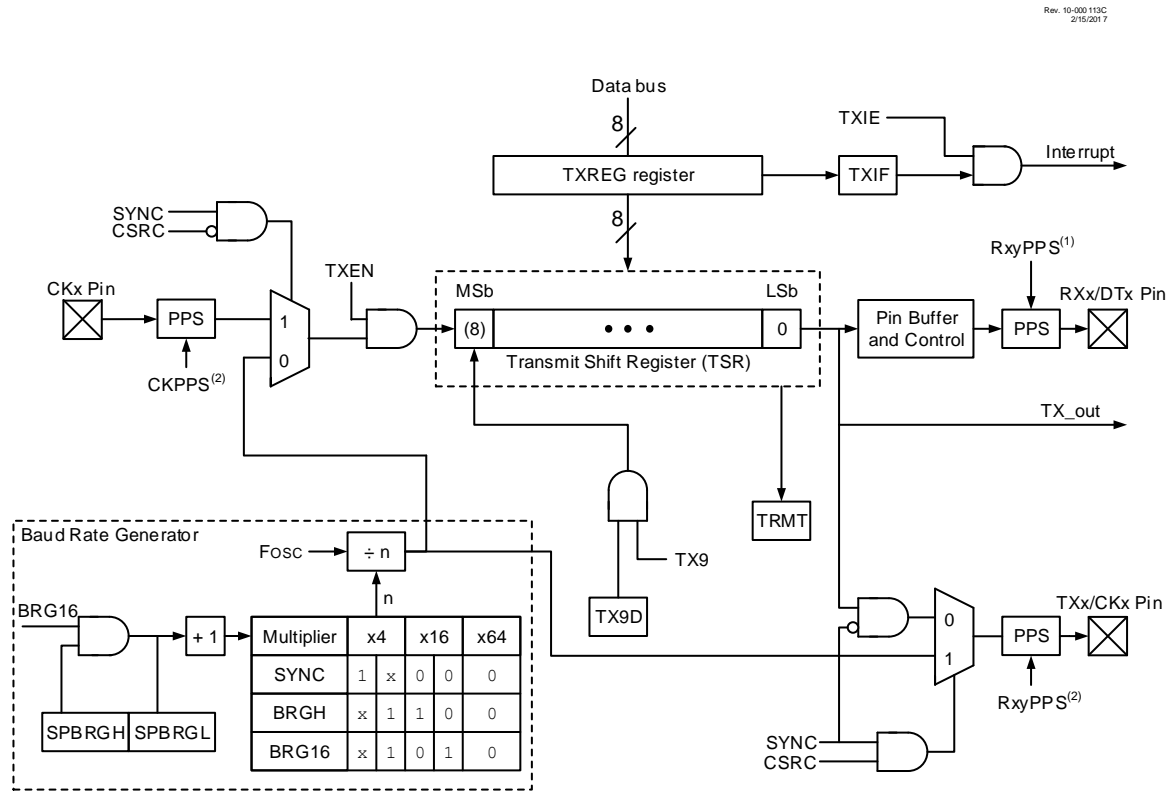 Rev. 10-000 113C
2/15/201 7
Data bus
8
TXIE
TXREG register
TXIF
Interrupt
8
SYNC
CSRC
RxyPPS(1)
TXEN
CKx Pin
MSb
LSb
RXx/DTx Pin
PPS
1
(8)
• • •
0
Pin Buffer
and Control
PPS
0
Transmit Shift Register (TSR)
CKPPS(2)
TX_out
TRMT
Baud Rate Generator
FOSC
÷ n
TX9
n
BRG16
TX9D
TXx/CKx Pin
0
PPS
+ 1
Multiplier x4 x16 x64
1
SYNC 1 x 0 0 0
RxyPPS(2)
BRGH x 1 1 0 0
SPBRGH SPBRGL
BRG16 x 1 0 1 0
SYNC
CSRC